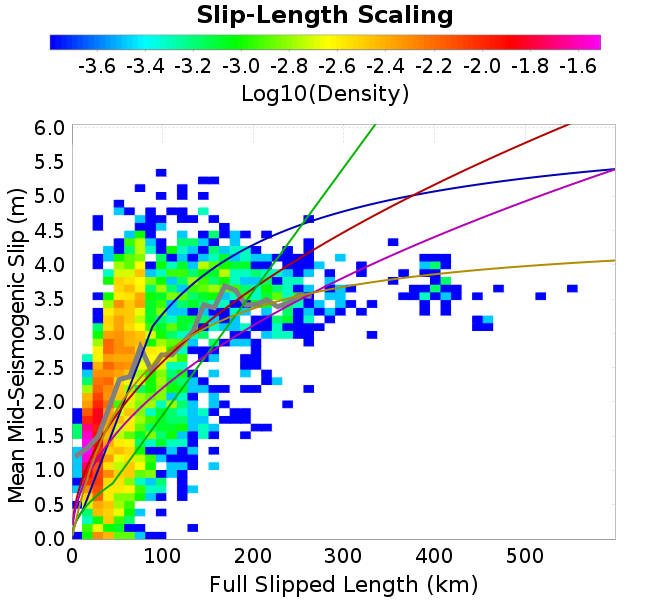 Slip-Length Scaling
-3.6 -3.4 -3.2 -3.0 -2.8 -2.6 -2.4 -2.2 -2.0 -1.8 -1.6
Log10(Density)
Mean Mid-Seismogenic Slip (m)
6.0
5.5
5.0
4.5
4.0
3.5
3.0
2.5
2.0
1.5
1.0
0.5
0.0
0 100 200 300 400 500
Full Slipped Length (km)